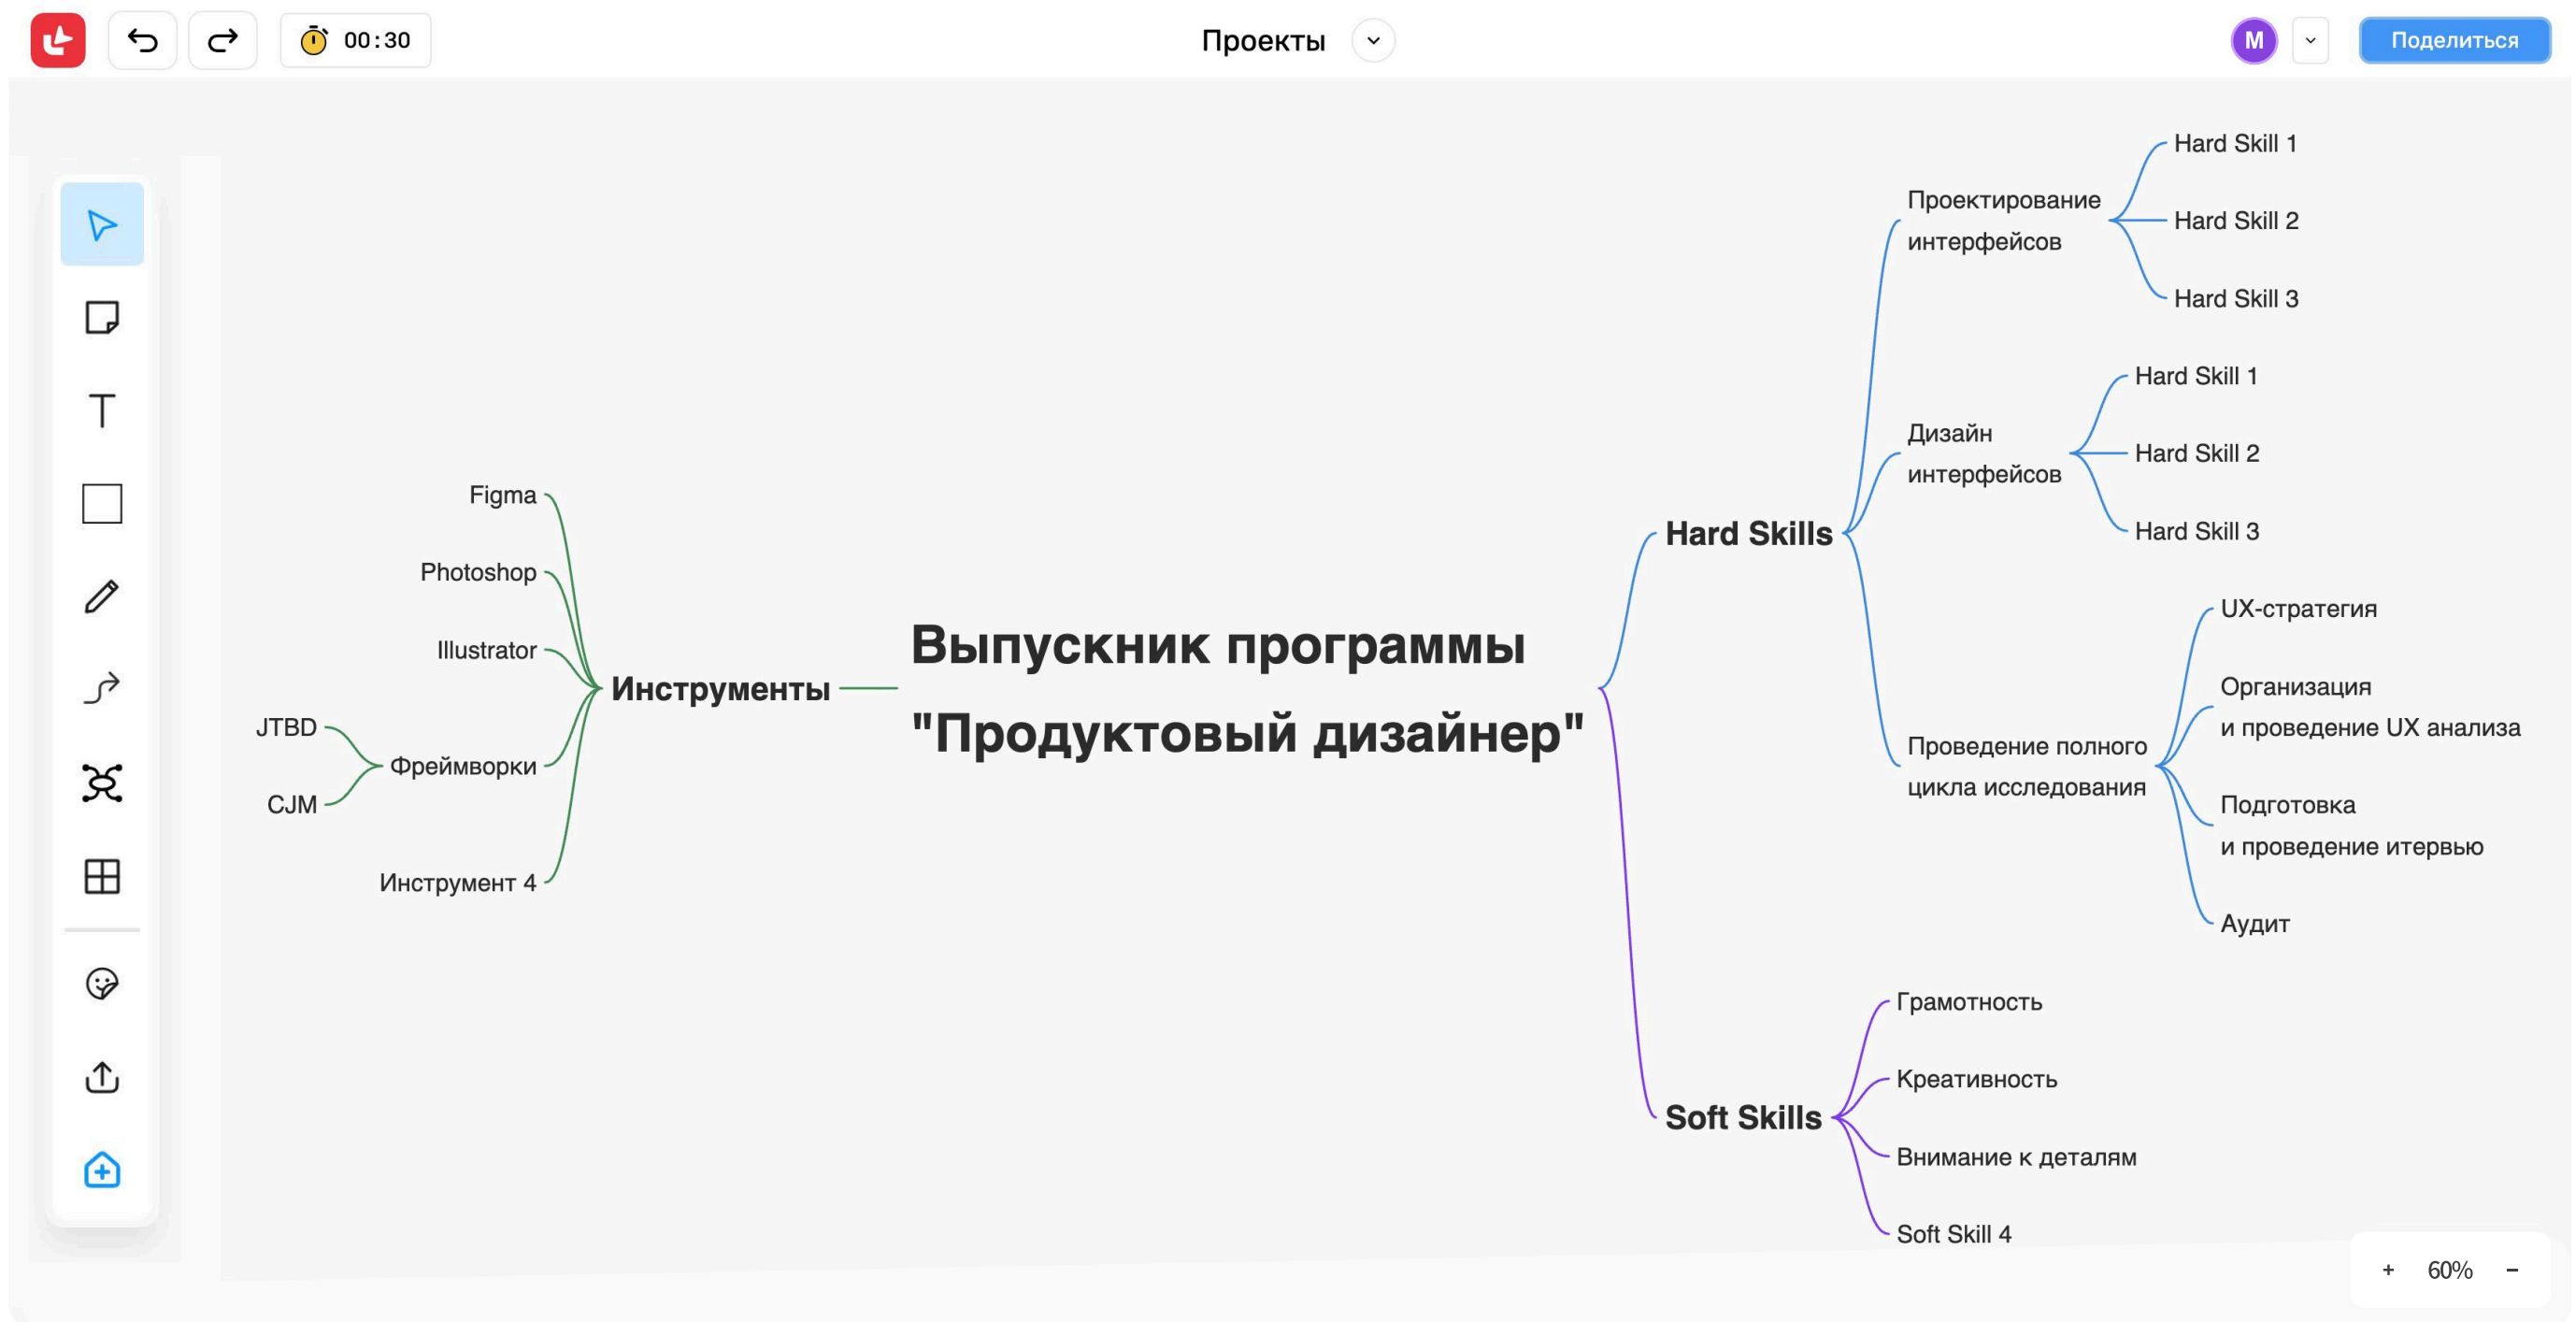 00:30
Проекты
M
Поделиться
T
Figma
Photoshop
Illustrator
JTBD
Фреймворки
CJM
Инструмент 4
Инструменты
Выпускник программы
"Продуктовый дизайнер"
Hard Skills
Проектирование
интерфейсов
Hard Skill 1
Hard Skill 2
Hard Skill 3
Дизайн
интерфейсов
Hard Skill 1
Hard Skill 2
Hard Skill 3
Проведение полного
цикла исследования
UX-стратегия
Организация
и проведение UX анализа
Подготовка
и проведение итервью
Аудит
Soft Skills
Грамотность
Креативность
Внимание к деталям
Soft Skill 4
+ 60% −